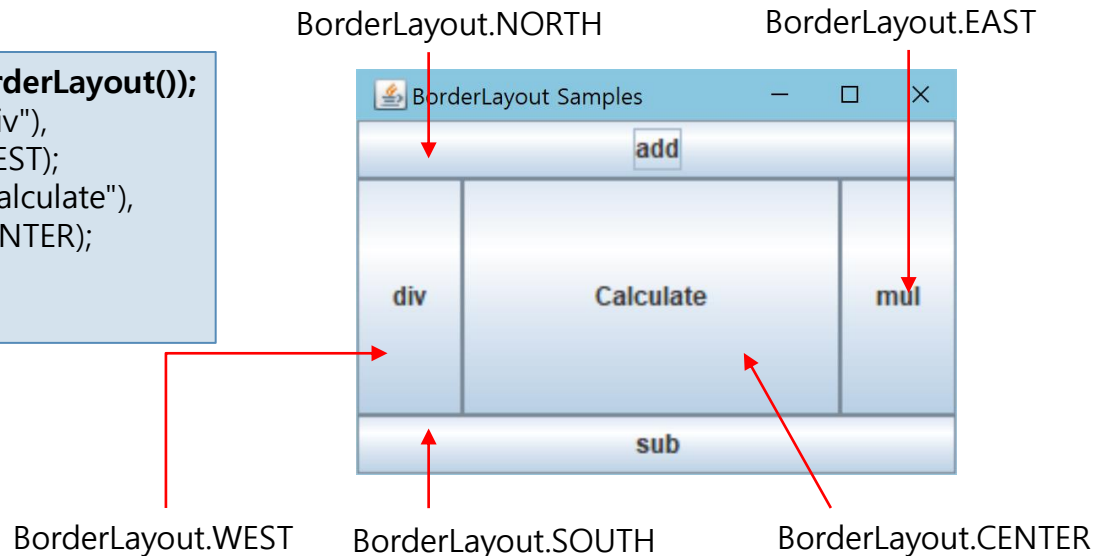 BorderLayout.NORTH
BorderLayout.EAST
rderLayout());
iv"),
EST);
alculate"),
NTER);
BorderLayout Samples
add
div
Calculate
mul
sub
BorderLayout.WEST
BorderLayout.SOUTH
BorderLayout.CENTER